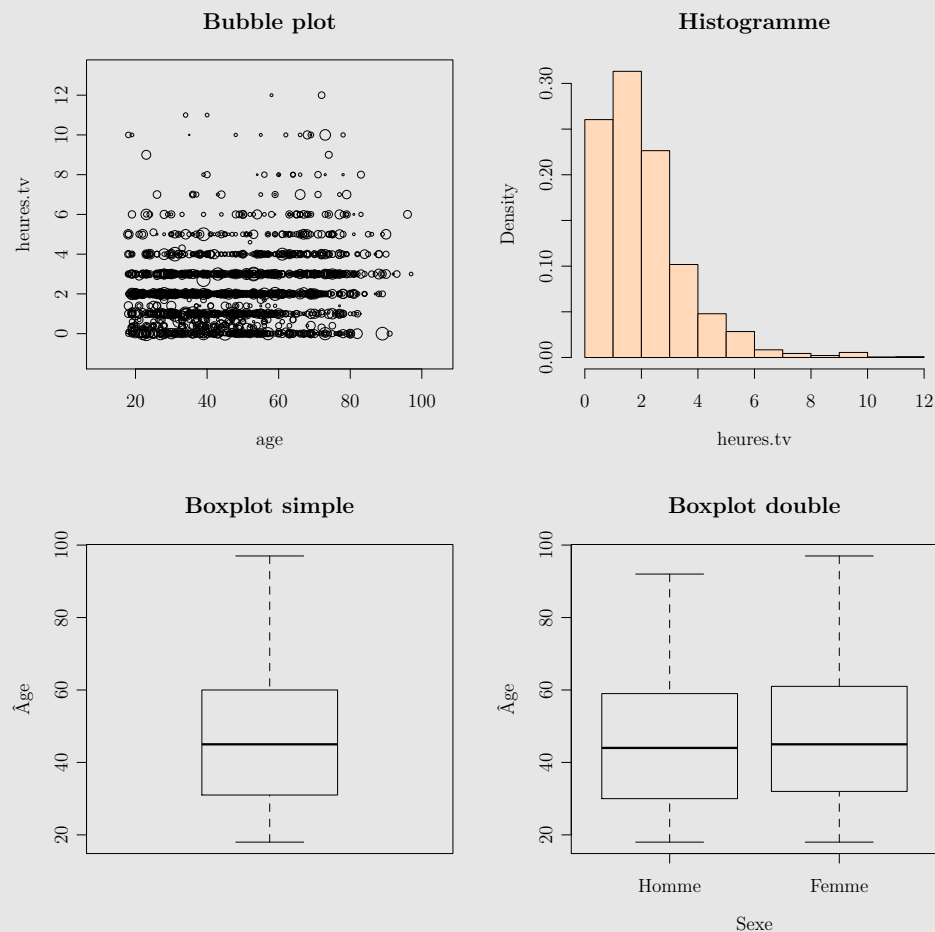 Bubble plot
heures.tv
12
10
8
6
4
2
0
20 40 60 80 100
age
Histogramme
Density
0.30
0.20
0.10
0.00
0 2 4 6 8 10 12
heures.tv
Boxplot simple
Âge
100
80
60
40
20
Boxplot double
Âge
100
80
60
40
20
Homme Femme
Sexe